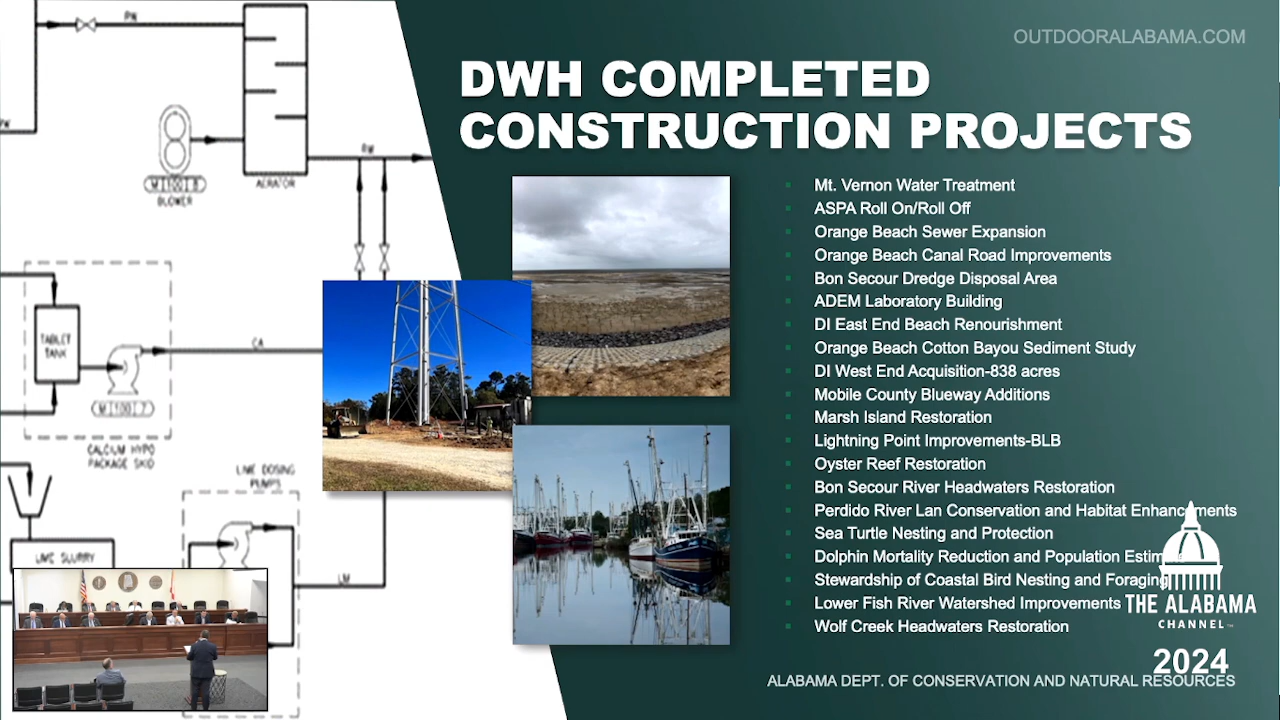 OUTDOORALABAMA.COM
DWH COMPLETED
CONSTRUCTION PROJECTS
Mt. Vernon Water Treatment
ASPA Roll On/Roll Off
Orange Beach Sewer Expansion
Orange Beach Canal Road Improvements
Bon Secour Dredge Disposal Area
ADEM Laboratory Building
DI East End Beach Renourishment
Orange Beach Cotton Bayou Sediment Study
DI West End Acquisition-838 acres
Mobile County Blueway Additions
Marsh Island Restoration
Lightning Point Improvements-BLB
Oyster Reef Restoration
Bon Secour River Headwaters Restoration
Perdido River Lan Conservation and Habitat Enhancements
Sea Turtle Nesting and Protection
Dolphin Mortality Reduction and Population
Stewardship of Coastal Bird Nesting and Foraging
Lower Fish River Watershed Improvements
Wolf Creek Headwaters Restoration
THE ALABAMA
CHANNEL
2024
ALABAMA DEPT. OF CONSERVATION AND NATURAL RESOURCES
AERATOR
BLOWER
TABLET
TANK
CA
CALCIUM HYPO
PACKAGE SKID
LIME DOSING
PUMPS
LIME SLURRY
LM